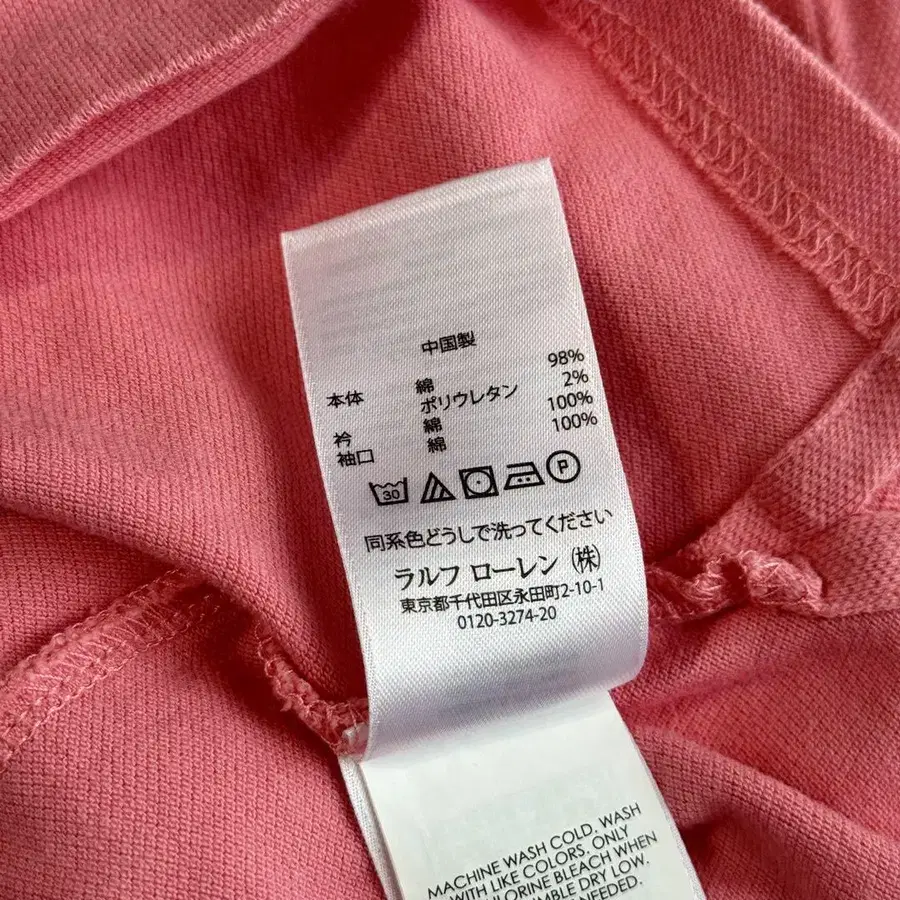 中国製
本体 綿 98%
ポリウレタン 2%
衿 綿 100%
袖口 綿 100%
30 P
同系色どうしで洗ってください
ラルフ ローレン (株)
東京都千代田区永田町2-10-1
0120-3274-20
MACHINE WASH COLD, WASH
WITH LIKE COLORS. ONLY
BLEACH WHEN
DRY LOW.